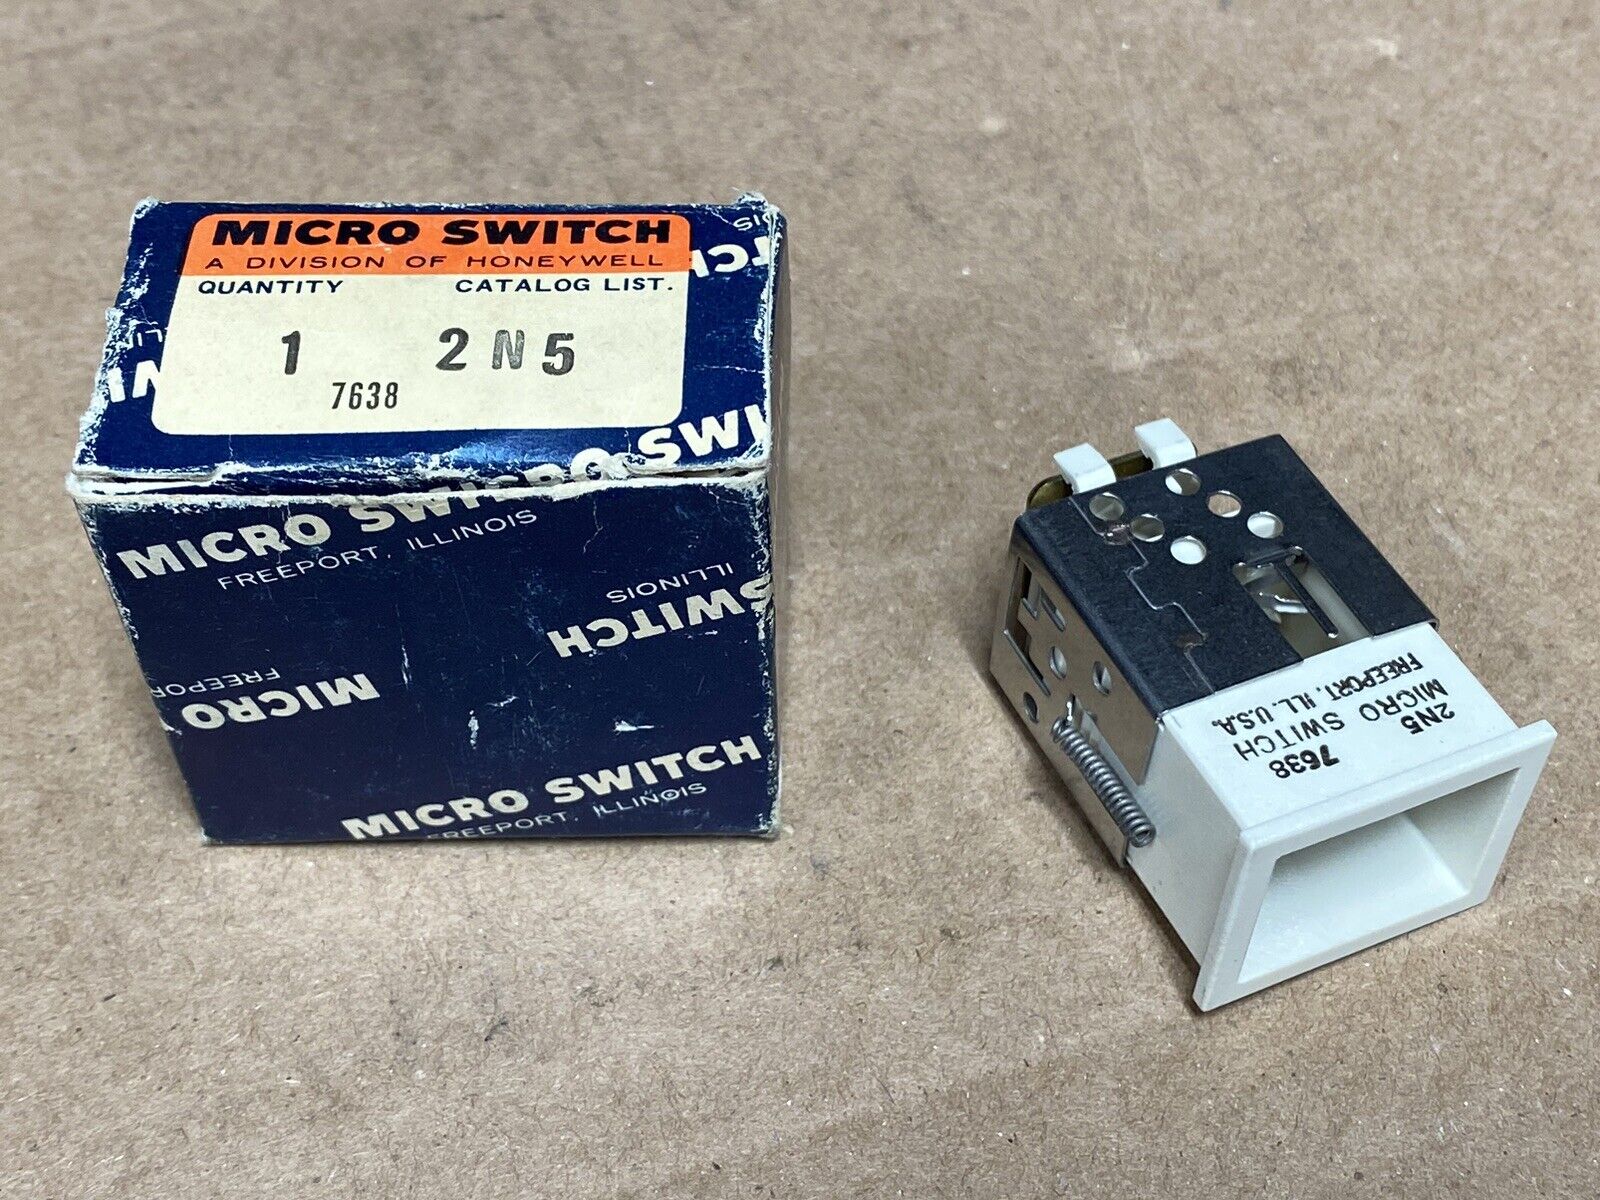 MICRO SWITCH
A DIVISION OF HONEYWELL
QUANTITY CATALOG LIST.
1 2N5
7638
MICRO SWITCH
FREEPORT, ILLINOIS
SWITCH
ILLINOIS
MICRO
MICRO SWITCH
FREEPORT, ILLINOIS
2N5 7638
MICRO SWITCH
FREEPORT, ILL. U.S.A.